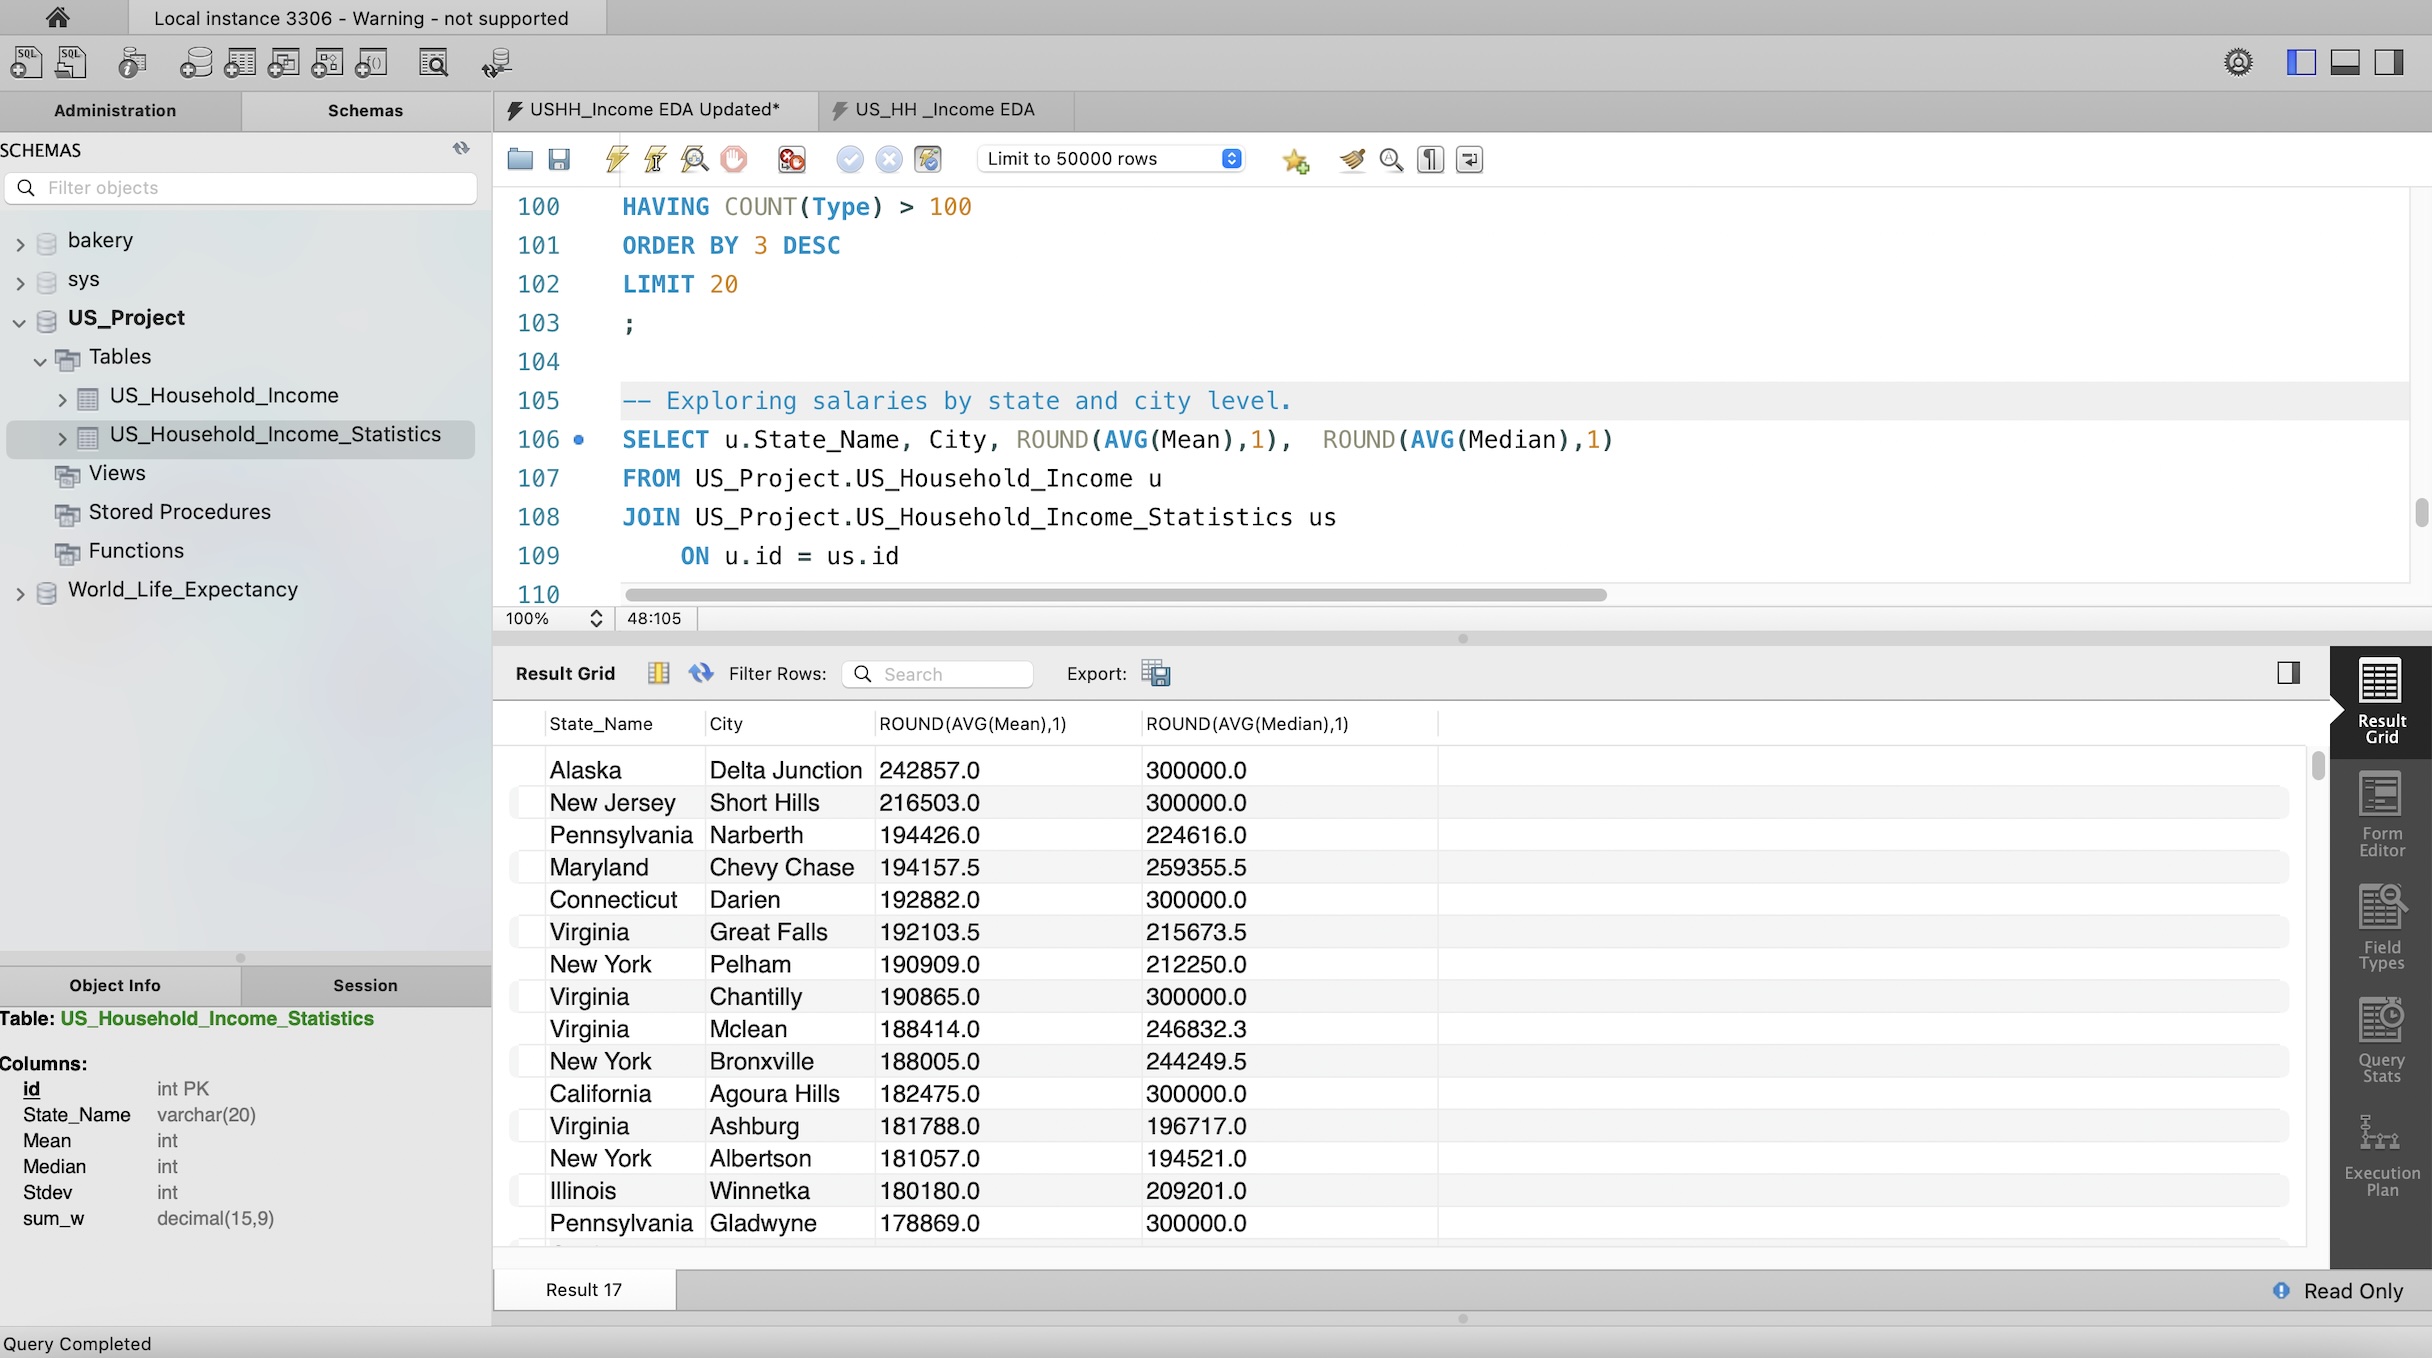 Local instance 3306 - Warning - not supported
SQL
SQL
Administration
Schemas
USHH_Income EDA Updated*
US_HH _Income EDA
SCHEMAS
Filter objects
bakery
sys
US_Project
Tables
US_Household_Income
US_Household_Income_Statistics
Views
Stored Procedures
Functions
World_Life_Expectancy
Limit to 50000 rows
100 HAVING COUNT(Type) > 100
101 ORDER BY 3 DESC
102 LIMIT 20
103 ;
104
105 -- Exploring salaries by state and city level.
106 SELECT u.State_Name, City, ROUND(AVG(Mean),1),  ROUND(AVG(Median),1)
107 FROM US_Project.US_Household_Income u
108 JOIN US_Project.US_Household_Income_Statistics us
109 ON u.id = us.id
110
100% 48:105
Result Grid Filter Rows: Search Export:
State_Name City ROUND(AVG(Mean),1) ROUND(AVG(Median),1)
Alaska Delta Junction 242857.0 300000.0
New Jersey Short Hills 216503.0 300000.0
Pennsylvania Narberth 194426.0 224616.0
Maryland Chevy Chase 194157.5 259355.5
Connecticut Darien 192882.0 300000.0
Virginia Great Falls 192103.5 215673.5
New York Pelham 190909.0 212250.0
Virginia Chantilly 190865.0 300000.0
Virginia Mclean 188414.0 246832.3
New York Bronxville 188005.0 244249.5
California Agoura Hills 182475.0 300000.0
Virginia Ashburg 181788.0 196717.0
New York Albertson 181057.0 194521.0
Illinois Winnetka 180180.0 209201.0
Pennsylvania Gladwyne 178869.0 300000.0
Result
Grid
Form
Editor
Field
Types
Query
Stats
Execution
Plan
Object Info
Session
Table: US_Household_Income_Statistics
Columns:
id int PK
State_Name varchar(20)
Mean int
Median int
Stdev int
sum_w decimal(15,9)
Result 17
Read Only
Query Completed